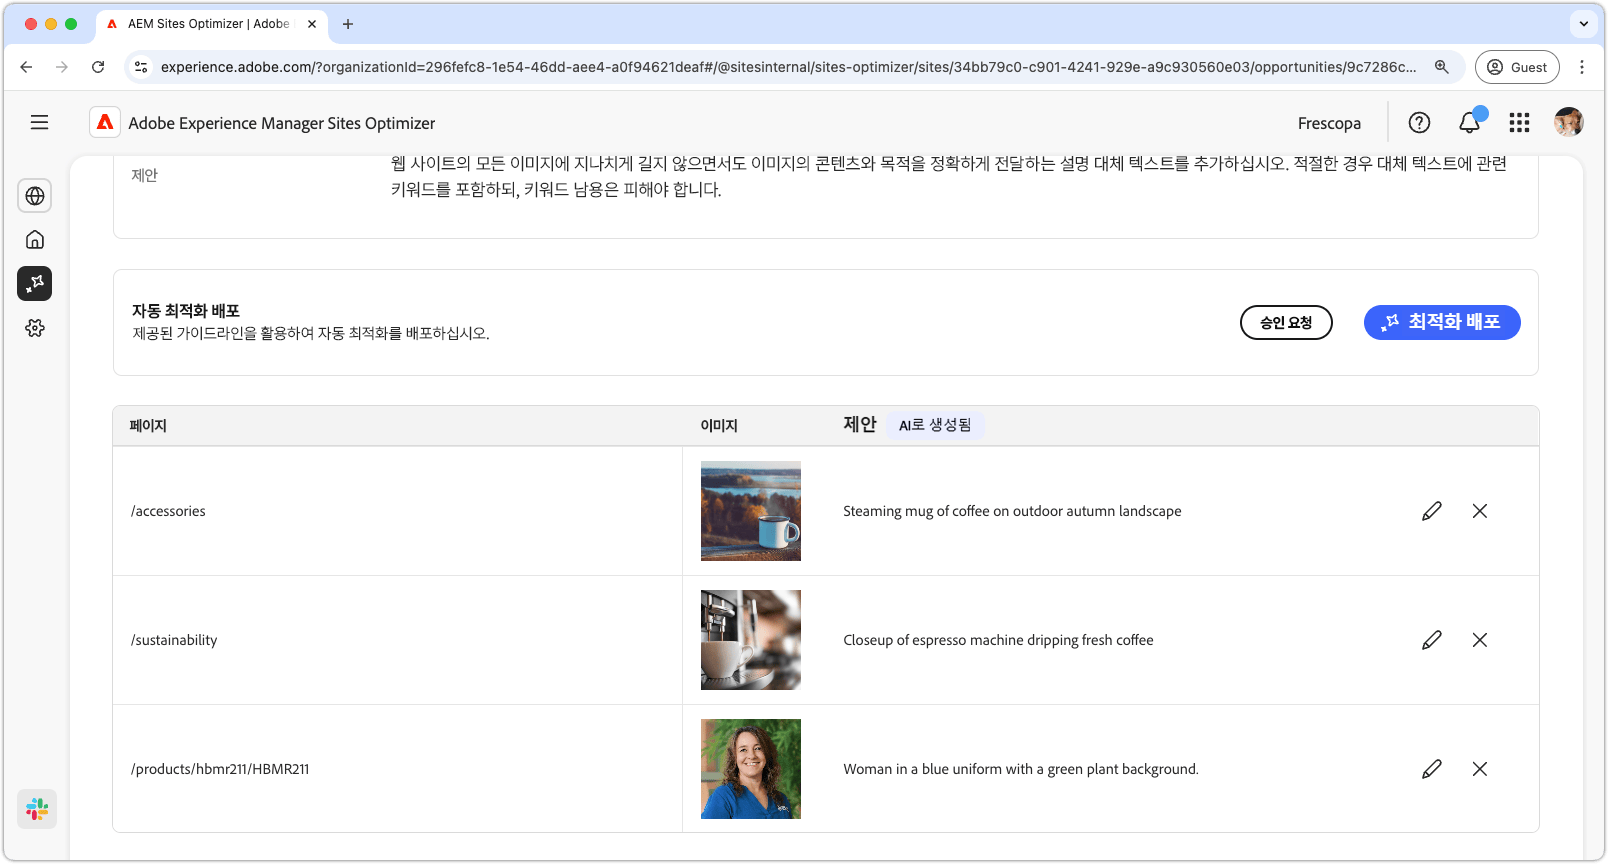 AEM Sites Optimizer | Adobe
experience.adobe.com/?organizationId=296fefc8-1e54-46dd-aee4-a0f94621deaf#/@sitesinternal/sites-optimizer/sites/34bb79c0-c901-4241-929e-a9c930560e03/opportunities/9c7286c...
Guest
Adobe Experience Manager Sites Optimizer
Frescopa
제안
웹 사이트의 모든 이미지에 지나치게 길지 않으면서도 이미지의 콘텐츠와 목적을 정확하게 전달하는 설명 대체 텍스트를 추가하십시오. 적절한 경우 대체 텍스트에 관련
키워드를 포함하되, 키워드 남용은 피해야 합니다.
자동 최적화 배포
제공된 가이드라인을 활용하여 자동 최적화를 배포하십시오.
승인 요청
최적화 배포
페이지
이미지
제안
AI로 생성됨
/accessories
Steaming mug of coffee on outdoor autumn landscape
/sustainability
Closeup of espresso machine dripping fresh coffee
/products/hbmr211/HBMR211
Woman in a blue uniform with a green plant background.